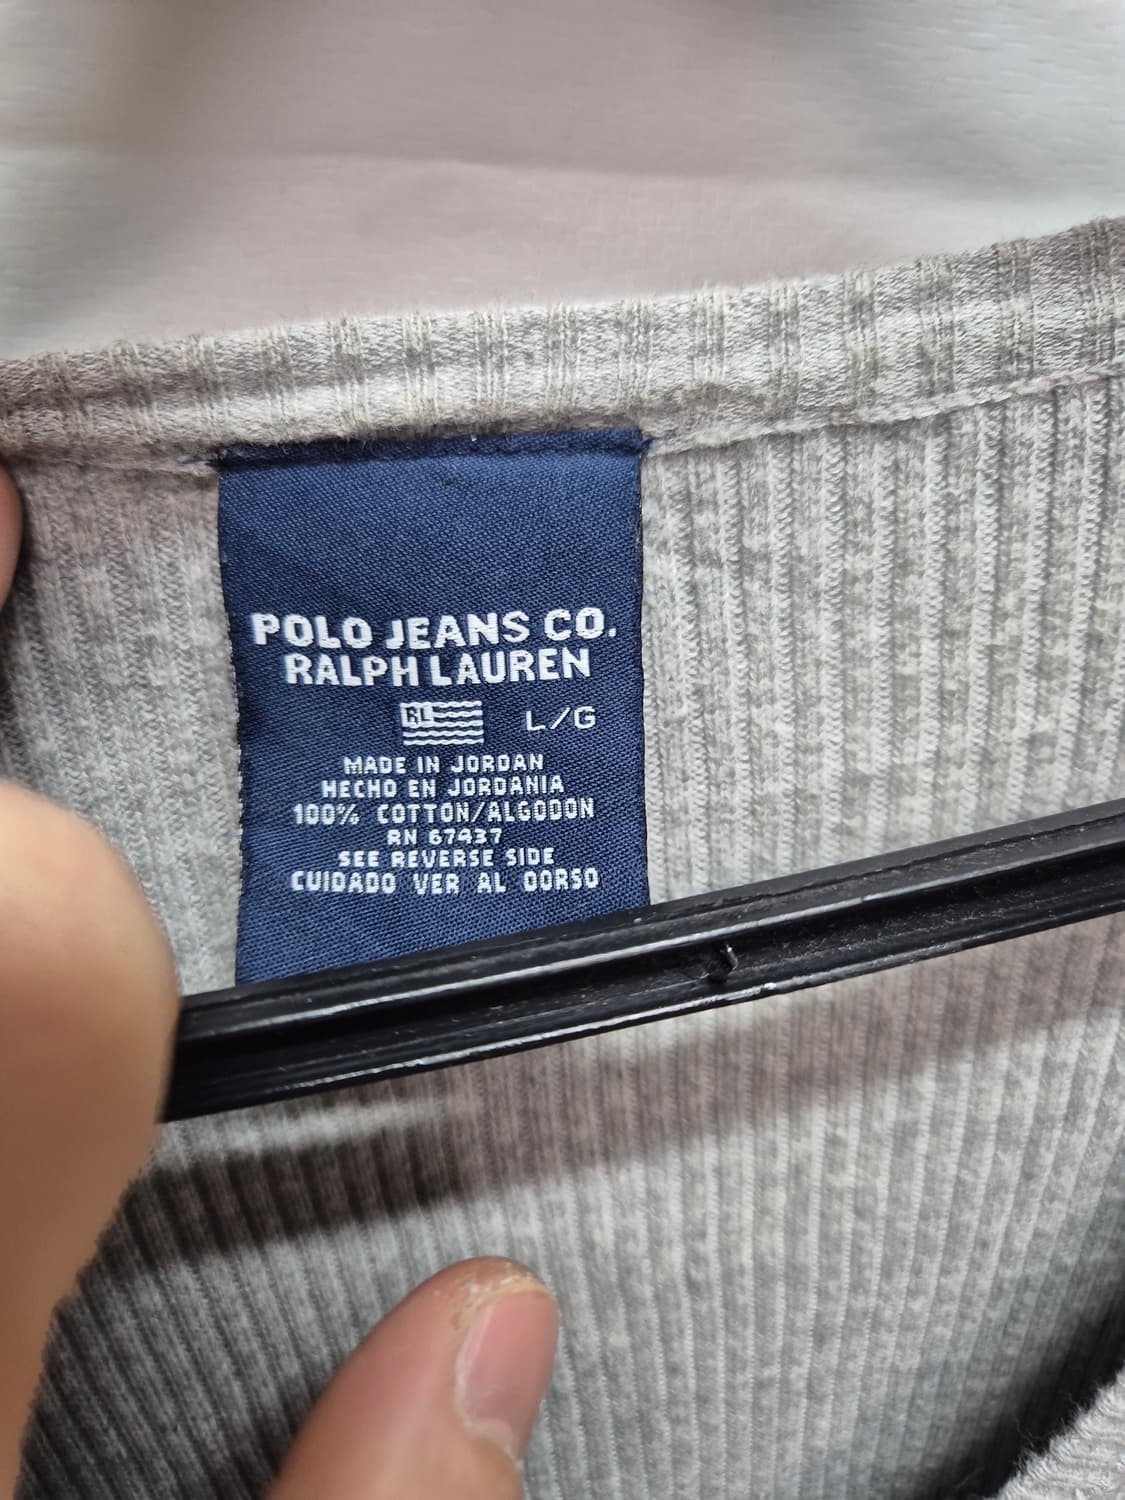 POLO JEANS CO.
RALPH LAUREN
RL L/G
MADE IN JORDAN
HECHO EN JORDANIA
100% COTTON/ALGODON
RN 67437
SEE REVERSE SIDE
CUIDADO VER AL DORSO